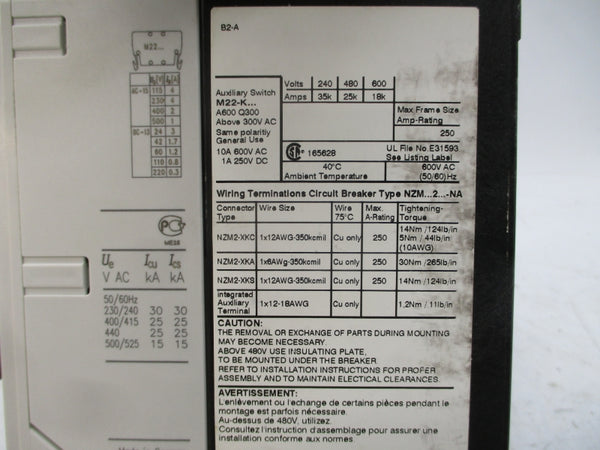 M22...
Ue V Ie A
AC-15 115 4
230 4
400 2
500 1
DC-13 24 3
42 1.7
60 1.2
110 0.8
220 0.3
PC
ME25
Ue Icu Ics
V AC kA kA
50/60Hz
230/240 30 30
400/415 25 25
440 25 25
500/525 15 15
B2-A
Auxiliary Switch
M22-K...
A600 Q300
Above 300V AC
Same polaritiy
General Use
10A 600V AC
1A 250V DC
Volts 240 480 600
Amps 35k 25k 18k
Max Frame Size
Amp-Rating
250
165628
UL File No.E31593
See Listing Label
40°C
Ambient Temperature
600V AC
(50/60)Hz
Wiring Terminations Circuit Breaker Type NZM...2...-NA
Connector Type Wire Size Wire 75°C Max. A-Rating Tightening-Torque
NZM2-XKC 1x12AWG-350kcmil Cu only 250 14Nm /124lb/in 5Nm / 44lb/in (10AWG)
NZM2-XKA 1x6AWg-350kcmil Cu only 250 30Nm /265lb/in
NZM2-XKS 1x12AWG-350kcmil Cu only 250 14Nm /124lb/in
integrated Auxiliary Terminal 1x12-18AWG Cu only 1,2Nm / 11lb/in
CAUTION:
THE REMOVAL OR EXCHANGE OF PARTS DURING MOUNTING
MAY BECOME NECESSARY.
ABOVE 480V USE INSULATING PLATE,
TO BE MOUNTED UNDER THE BREAKER
REFER TO INSTALLATION INSTRUCTIONS FOR PROFER
ASSEMBLY AND TO MAINTAIN ELECTICAL CLEARANCES.
AVERTISSEMENT:
L'enlèvement ou l'echange de certains pièces pendant le
montage est parfois nécessaire.
Au-dessus de 480V, utilizez.
Consultez l'instruction d'assemblage pour assurer une
installation conforme aux normes.